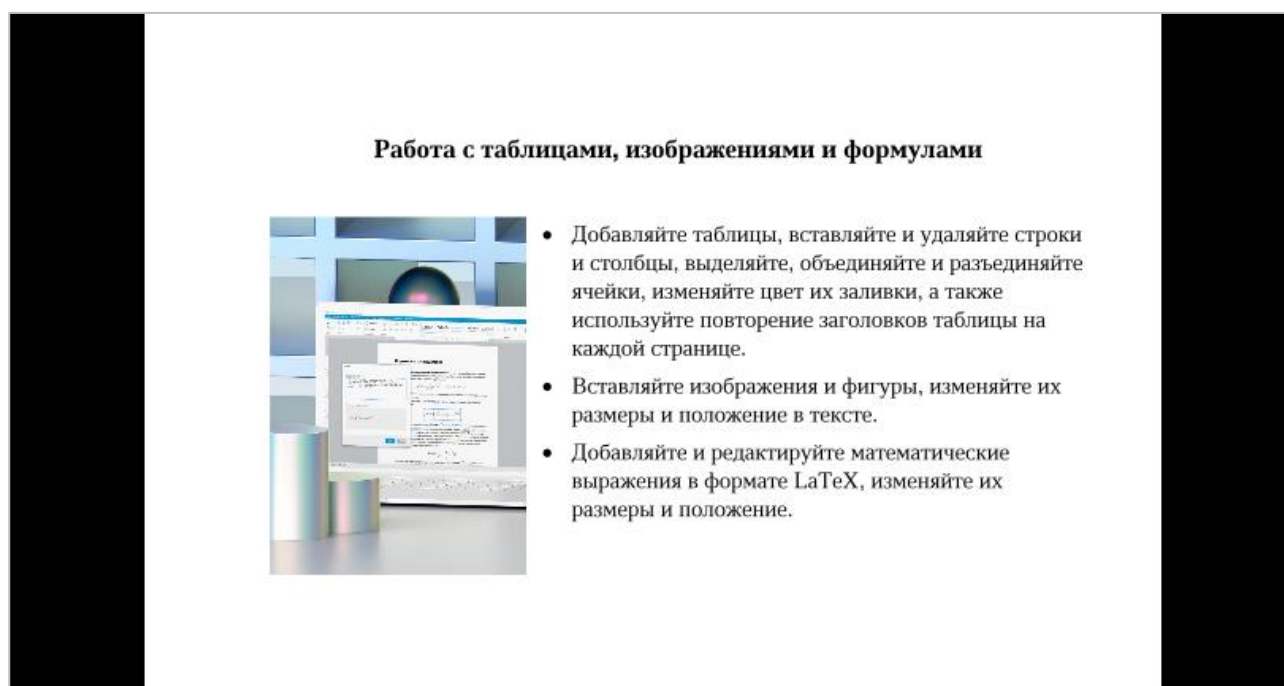 Работа с таблицами, изображениями и формулами
• Добавляйте таблицы, вставляйте и удаляйте строки
и столбцы, выделяйте, объединяйте и разъединяйте
ячейки, изменяйте цвет их заливки, а также
используйте повторение заголовков таблицы на
каждой странице.
• Вставляйте изображения и фигуры, изменяйте их
размеры и положение в тексте.
• Добавляйте и редактируйте математические
выражения в формате LaTeX, изменяйте их
размеры и положение.